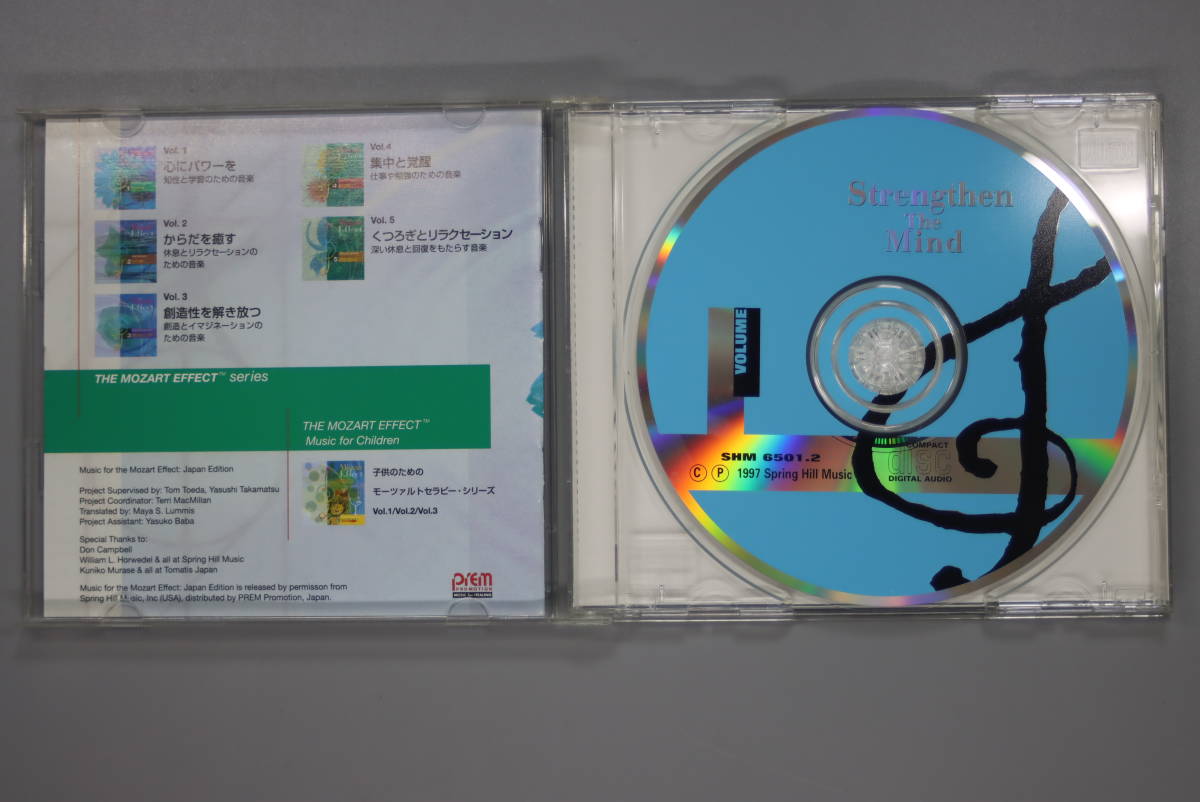 Vol. 1
心にパワーを
知性と学習のための音楽
Vol. 2
からだを癒す
休息とリラクセーションの
ための音楽
Vol. 3
創造性を解き放つ
創造とイマジネーションの
ための音楽
Vol.4
集中と覚醒
仕事や勉強のための音楽
Vol. 5
くつろぎとリラクセーション
深い休息と回復をもたらす音楽
THE MOZART EFFECT™ series
THE MOZART EFFECT™
Music for Children
Mozart
Effect
子供のための
モーツァルトセラピー・シリーズ
Vol.1/Vol.2/Vol.3
Music for the Mozart Effect: Japan Edition
Project Supervised by: Tom Toeda, Yasushi Takamatsu
Project Coordinator: Terri MacMillan
Translated by: Maya S. Lummis
Project Assistant: Yasuko Baba
Special Thanks to:
Don Campbell
William L. Horwedel & all at Spring Hill Music
Kuniko Murase & all at Tomatis Japan
Music for the Mozart Effect: Japan Edition is released by permisson from
Spring Hill Music, Inc (USA), distributed by PREM Promotion, Japan.
PREM
PROMOTION
MUSIC for HEALING
Strengthen
The
Mind
VOLUME
SHM 6501.2
C P 1997 Spring Hill Music
COMPACT
disc
DIGITAL AUDIO